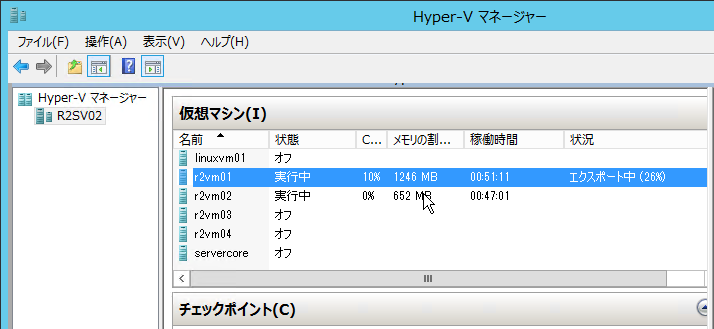 Hyper-V マネージャー
ファイル(F) 操作(A) 表示(V) ヘルプ(H)
Hyper-V マネージャー
R2SV02
仮想マシン(I)
名前 状態 C... メモリの割... 稼働時間 状況
linuxvm01 オフ
r2vm01 実行中 10% 1246 MB 00:51:11 エクスポート中 (26%)
r2vm02 実行中 0% 652 MB 00:47:01
r2vm03 オフ
r2vm04 オフ
servercore オフ
チェックポイント(C)